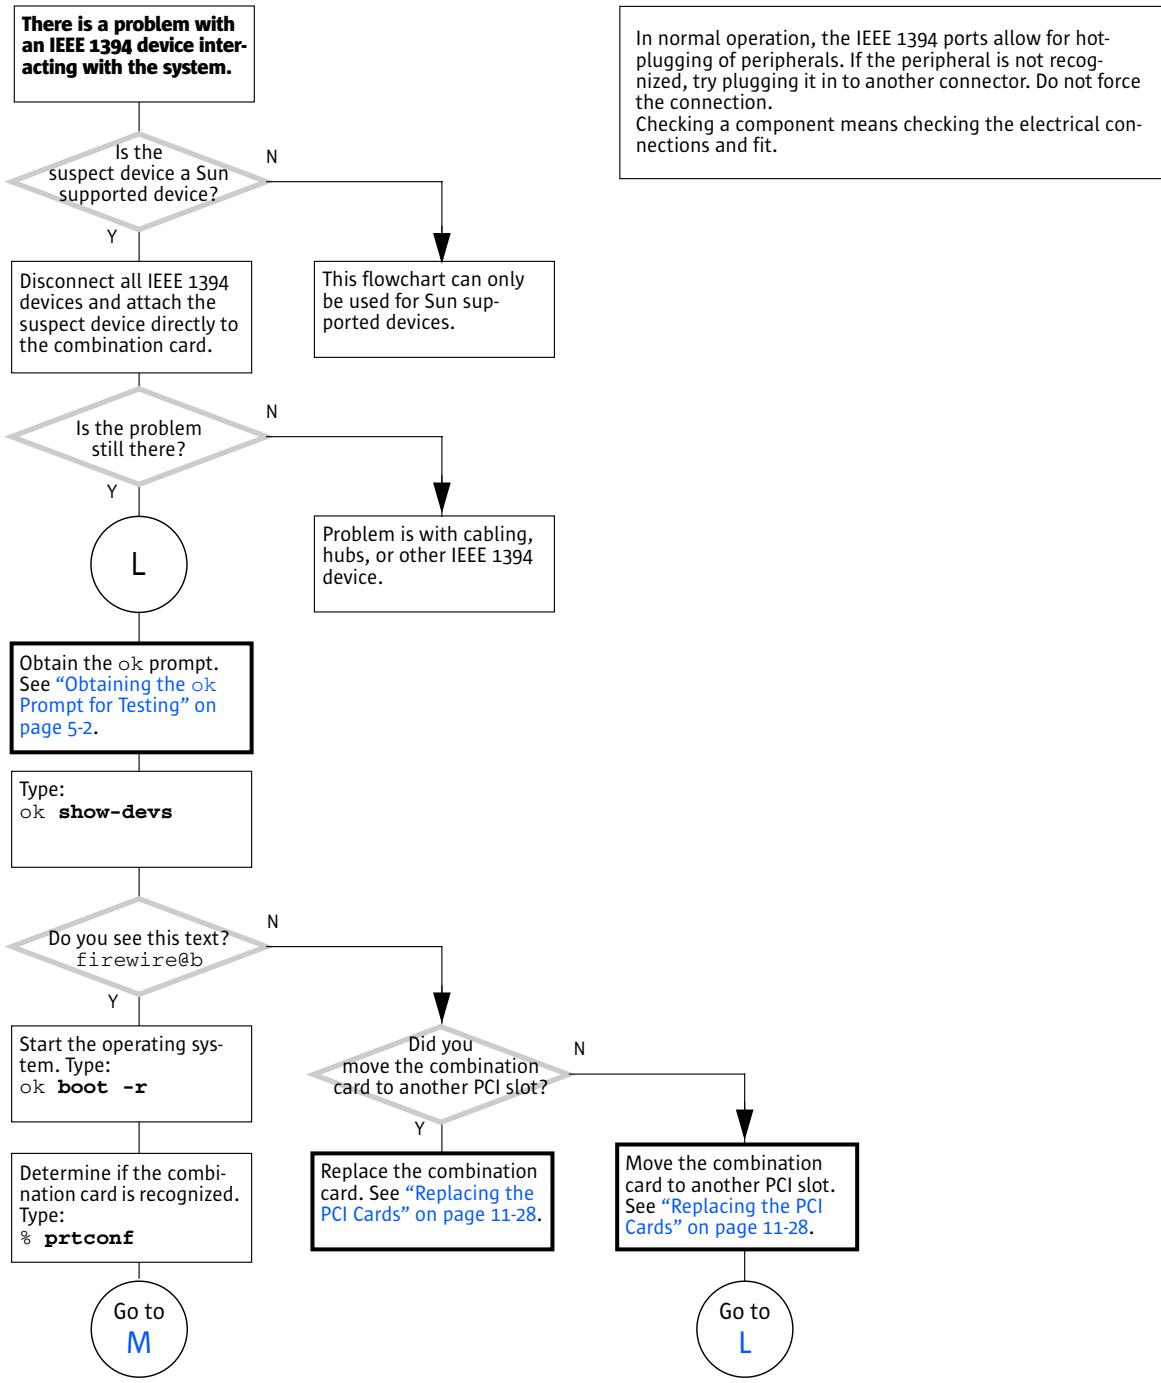 There is a problem with
an IEEE 1394 device inter-
acting with the system.
In normal operation, the IEEE 1394 ports allow for hot-
plugging of peripherals. If the peripheral is not recog-
nized, try plugging it in to another connector. Do not force
the connection.
Checking a component means checking the electrical con-
nections and fit.
Is the
suspect device a Sun
supported device?
N
Y
Disconnect all IEEE 1394
devices and attach the
suspect device directly to
the combination card.
This flowchart can only
be used for Sun sup-
ported devices.
Is the problem
still there?
N
Y
L
Problem is with cabling,
hubs, or other IEEE 1394
device.
Obtain the ok prompt.
See “Obtaining the ok
Prompt for Testing” on
page 5-2.
Type:
ok show-devs
Do you see this text?
firewire@b
N
Y
Start the operating sys-
tem. Type:
ok boot -r
Did you
move the combination
card to another PCI slot?
N
Y
Determine if the combi-
nation card is recognized.
Type:
% prtconf
Replace the combination
card. See “Replacing the
PCI Cards” on page 11-28.
Move the combination
card to another PCI slot.
See “Replacing the PCI
Cards” on page 11-28.
Go to
M
Go to
L